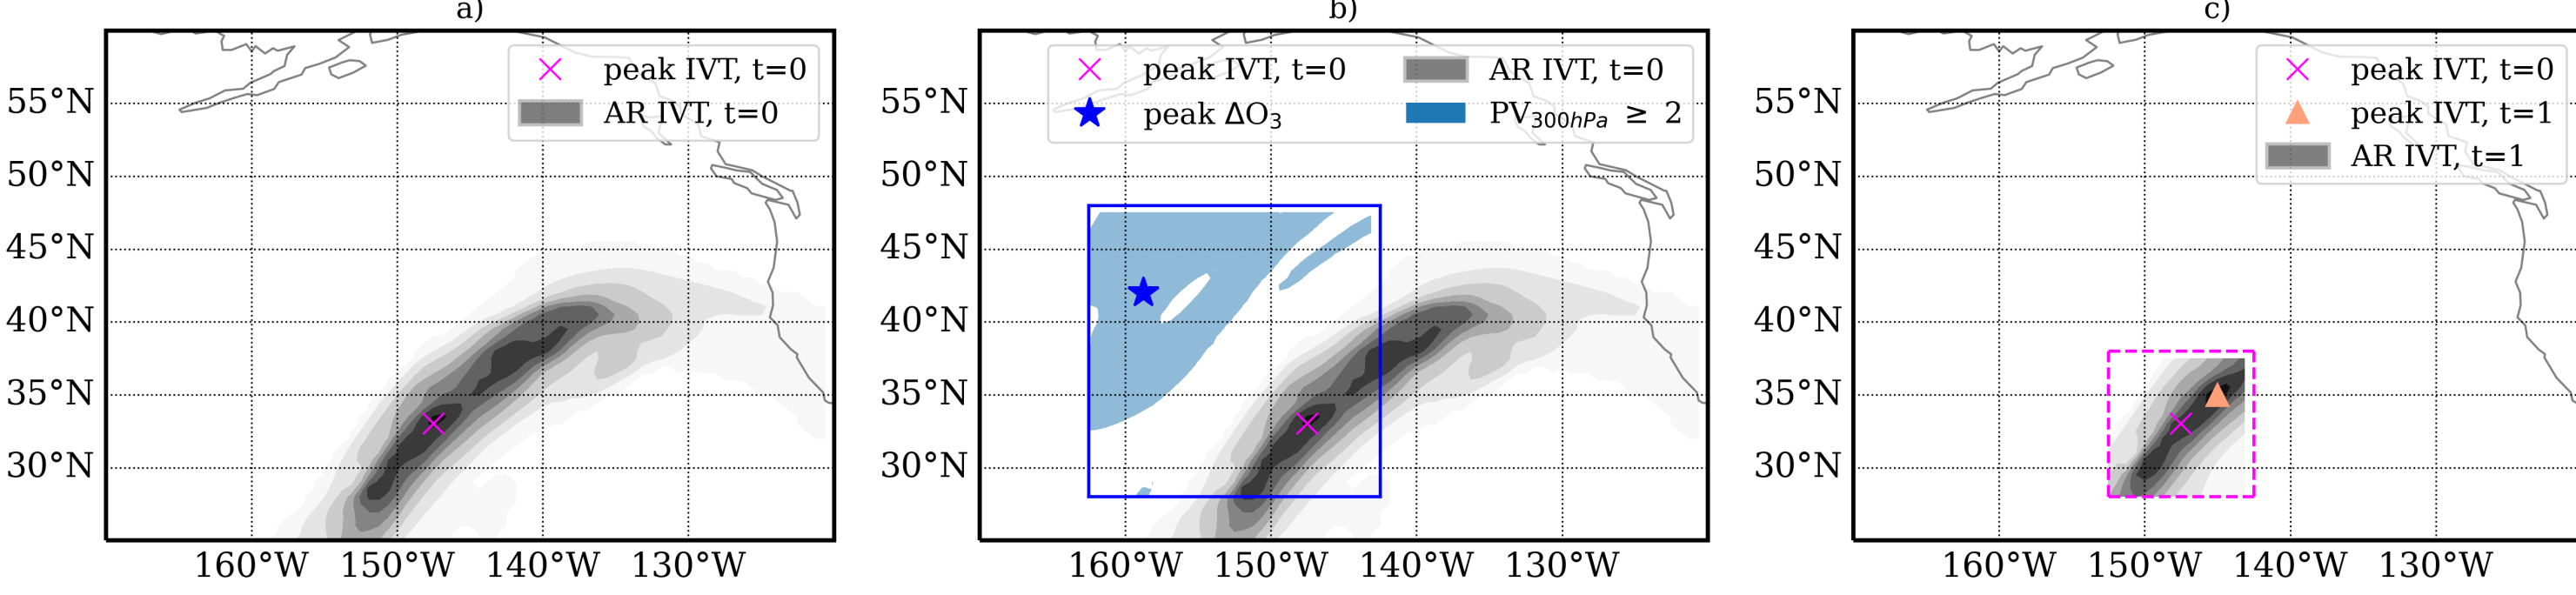 a)
peak IVT, t=0
AR IVT, t=0
55°N
50°N
45°N
40°N
35°N
30°N
160°W 150°W 140°W 130°W
b)
peak IVT, t=0 AR IVT, t=0
peak ΔO₃ PV₃₀₀ₕPₐ ≥ 2
55°N
50°N
45°N
40°N
35°N
30°N
160°W 150°W 140°W 130°W
c)
peak IVT, t=0
peak IVT, t=1
AR IVT, t=1
55°N
50°N
45°N
40°N
35°N
30°N
160°W 150°W 140°W 130°W